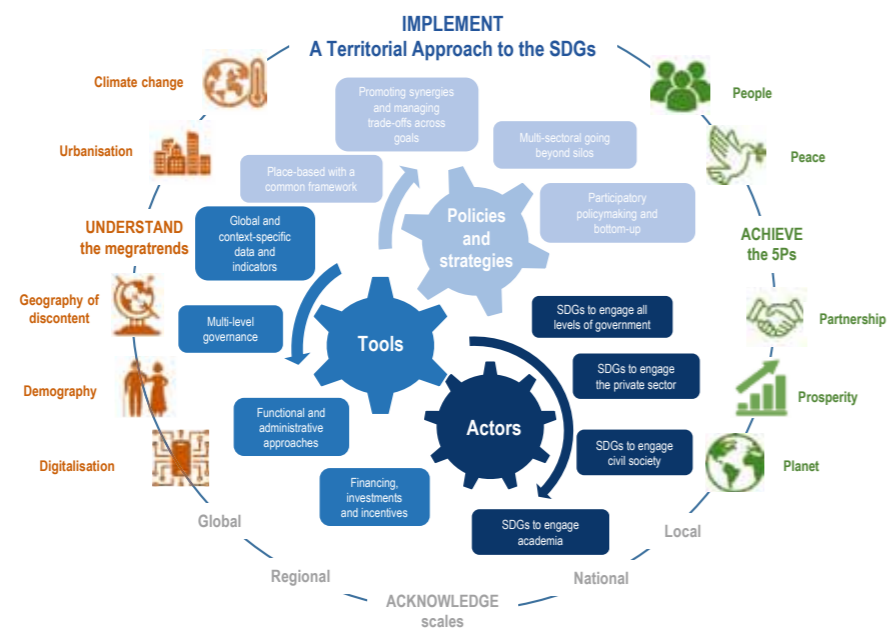 IMPLEMENT
A Territorial Approach to the SDGs
Climate change
Urbanisation
UNDERSTAND
the megratrends
Geography of
discontent
Demography
Digitalisation
People
Peace
ACHIEVE
the 5Ps
Partnership
Prosperity
Planet
Promoting synergies
and managing
trade-offs across
goals
Multi-sectoral going
beyond silos
Place-based with a
common framework
Participatory
policymaking and
bottom-up
Policies
and
strategies
Global and
context-specific
data and
indicators
Multi-level
governance
Tools
Functional and
administrative
approaches
Financing,
investments
and incentives
SDGs to engage all
levels of government
SDGs to engage
the private sector
Actors
SDGs to engage
civil society
SDGs to engage
academia
Global
Regional
ACKNOWLEDGE
scales
National
Local